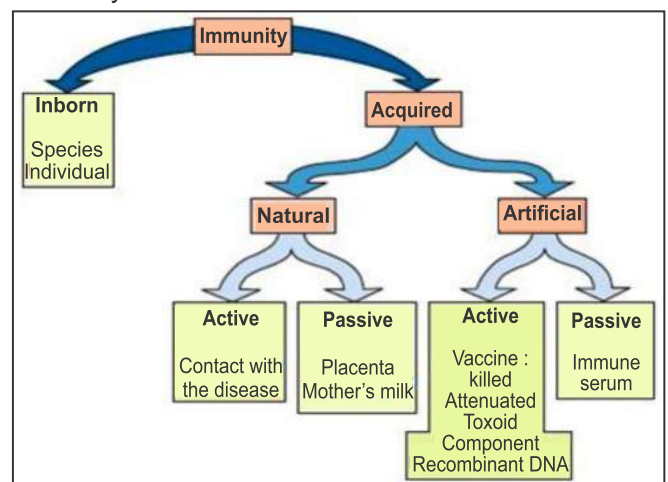 Immunity
Inborn
Species
Individual
Acquired
Natural
Artificial
Active
Contact with
the disease
Passive
Placenta
Mother's milk
Active
Vaccine :
killed
Attenuated
Toxoid
Component
Recombinant DNA
Passive
Immune
serum